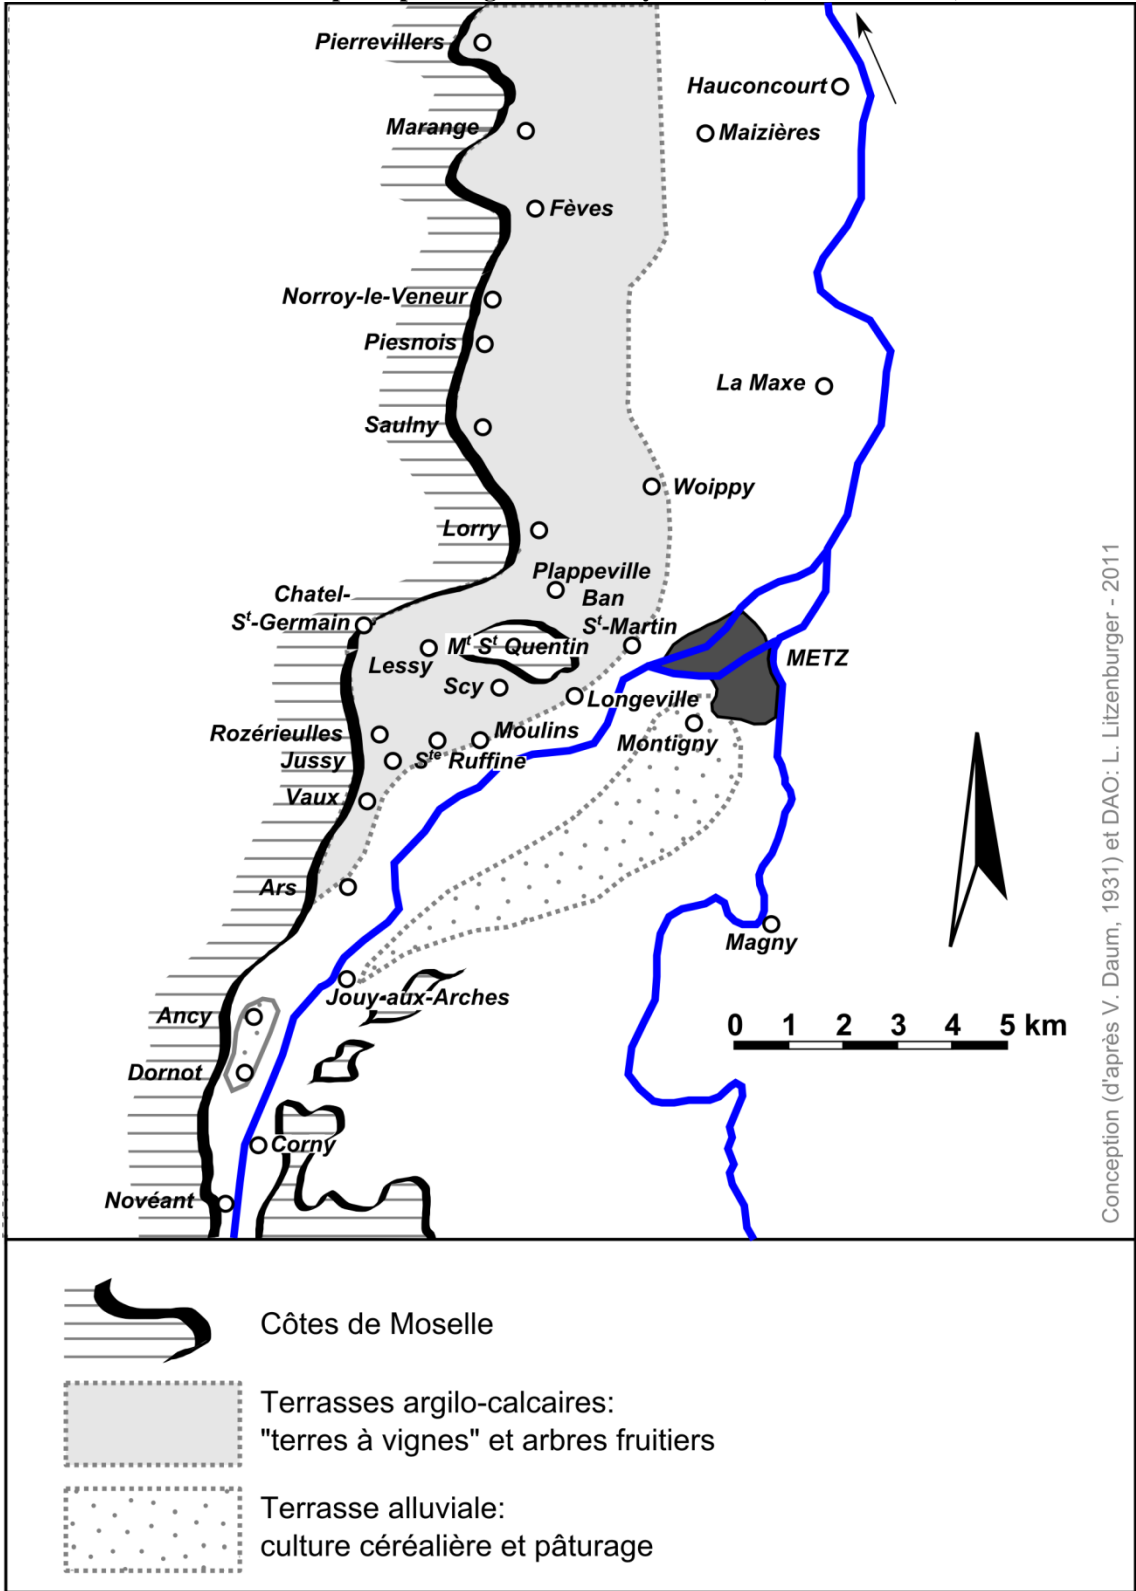 Pierrevillers
Hauconcourt
Marange
Maizières
Fèves
Norroy-le-Veneur
Piesnois
La Maxe
Saulny
Woippy
Lorry
Plappeville
Chatel-
St-Germain
Ban
St-Martin
Mt St Quentin
METZ
Lessy
Scy
Longeville
Rozérieulles
Moulins
Montigny
Jussy
Ste Ruffine
Vaux
Ars
Magny
Jouy-aux-Arches
Ancy
0 1 2 3 4 5 km
Dornot
Corny
Novéant
Conception (d'après V. Daum, 1931) et DAO: L. Litzenburger - 2011
Côtes de Moselle
Terrasses argilo-calcaires:
"terres à vignes" et arbres fruitiers
Terrasse alluviale:
culture céréalière et pâturage